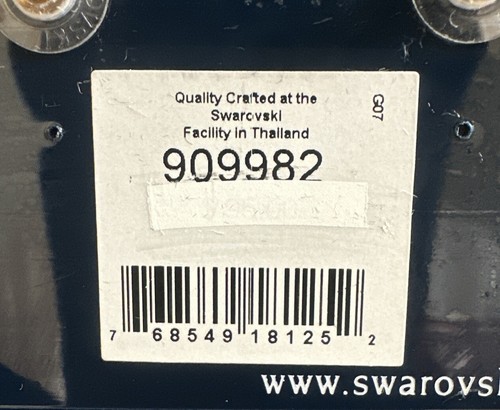 Quality Crafted at the
Swarovski
Facility in Thailand
G07
909982
7 68549 18125 2
www.swarovs